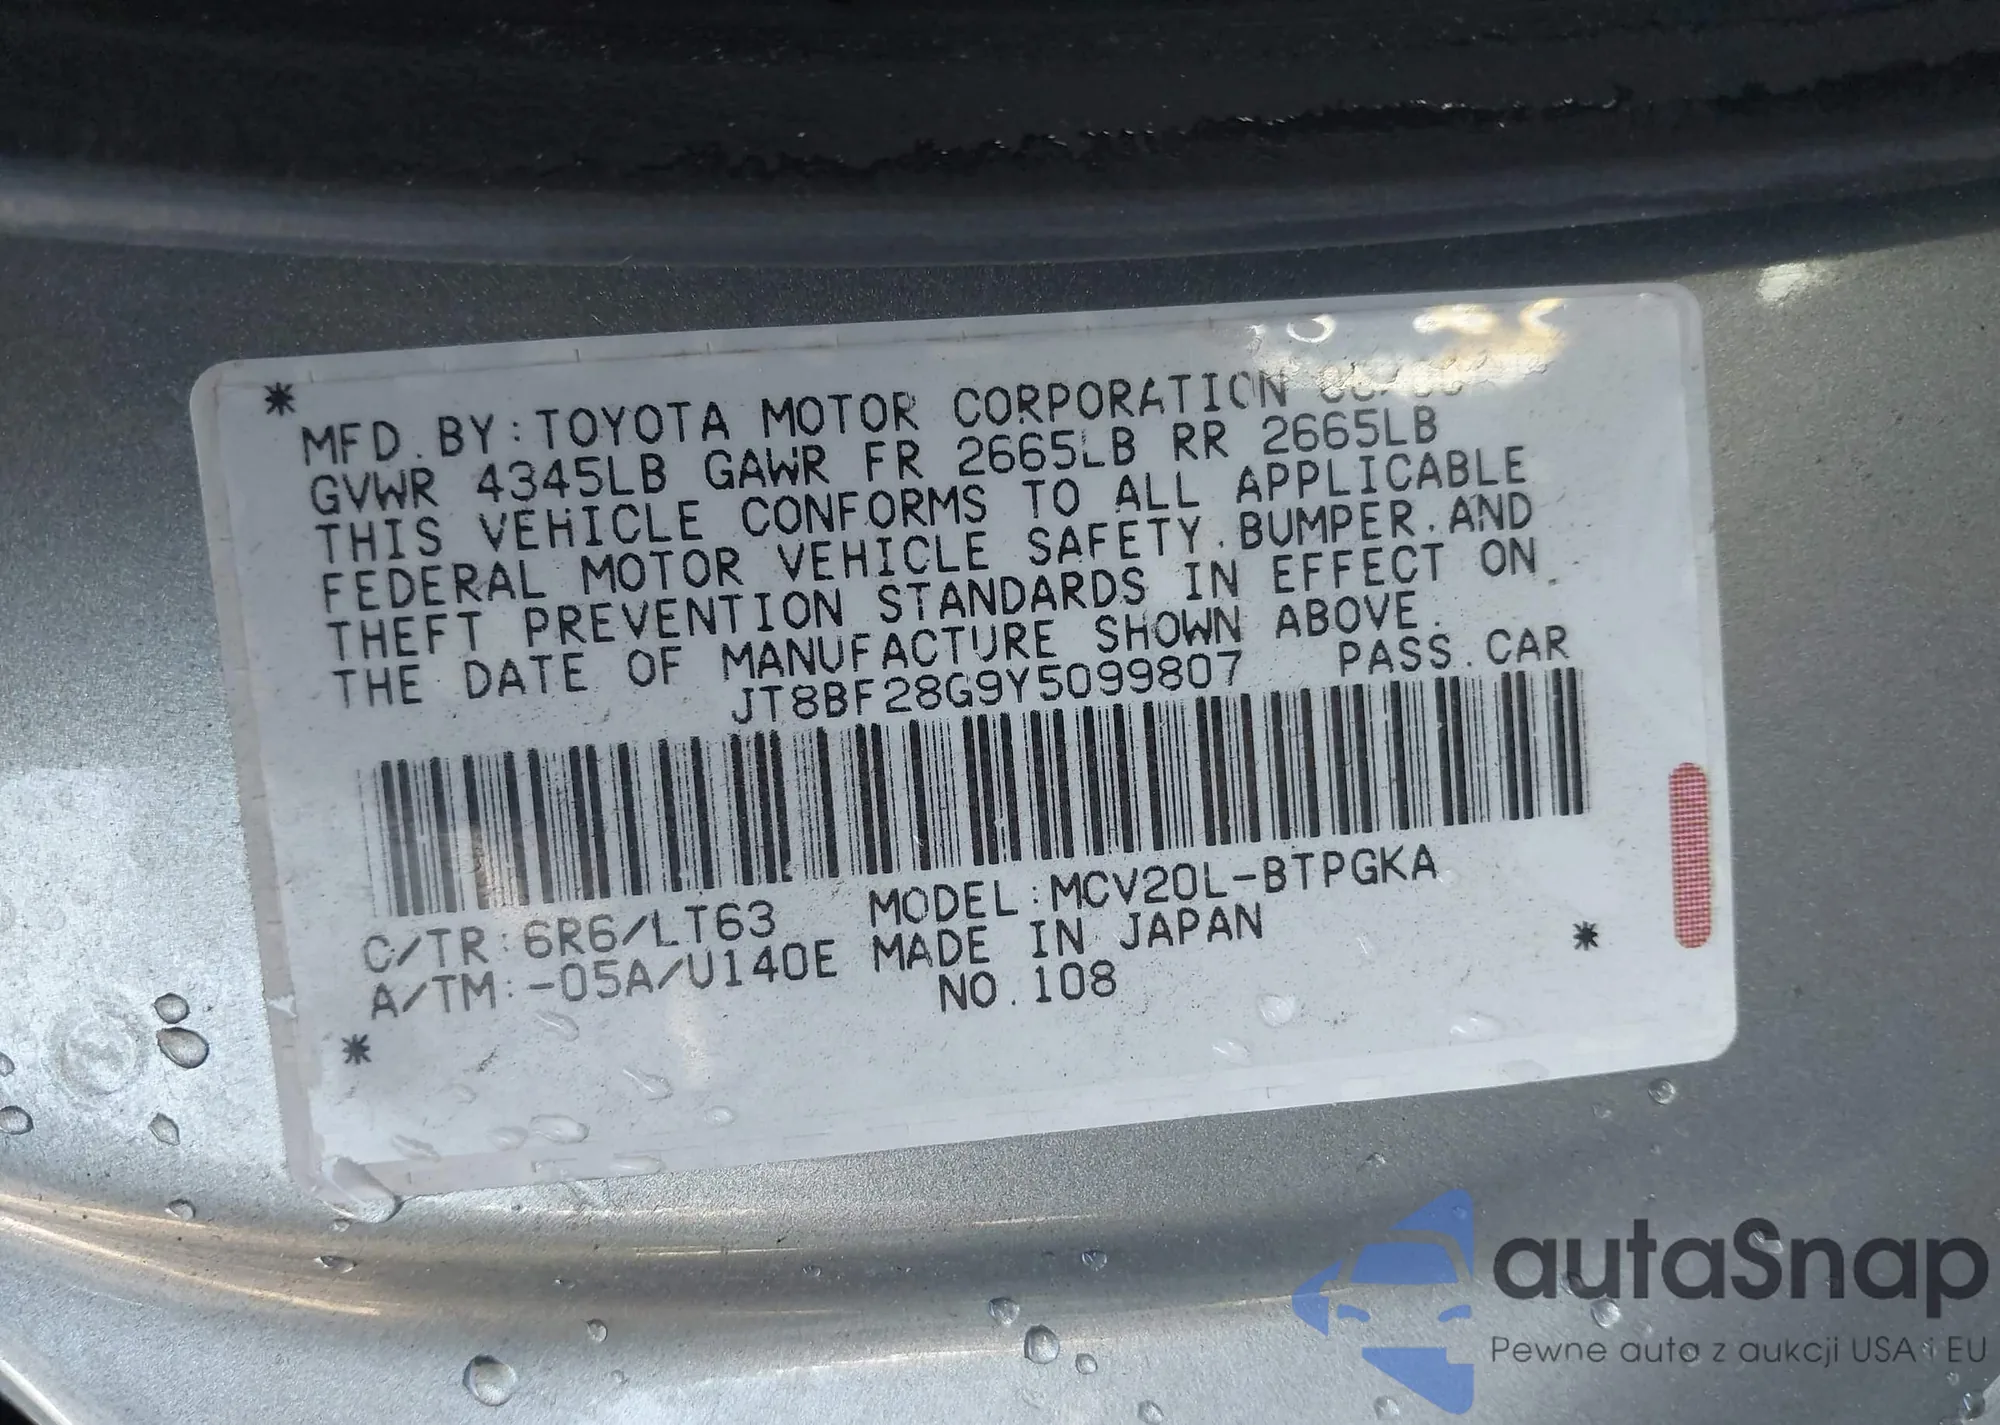 MFD. BY: TOYOTA MOTOR CORPORATION
GVWR 4345LB GAWR FR 2665LB RR 2665LB
THIS VEHICLE CONFORMS TO ALL APPLICABLE
FEDERAL MOTOR VEHICLE SAFETY. BUMPER. AND
THEFT PREVENTION STANDARDS IN EFFECT ON
THE DATE OF MANUFACTURE SHOWN ABOVE.
JT8BF28G9Y5099807 PASS. CAR
C/TR: 6R6/LT63 MODEL: MCV20L-BTPGKA
A/TM: -05A/U140E MADE IN JAPAN
NO. 108
autaSnap
Pewne auta z aukcji USA i EU